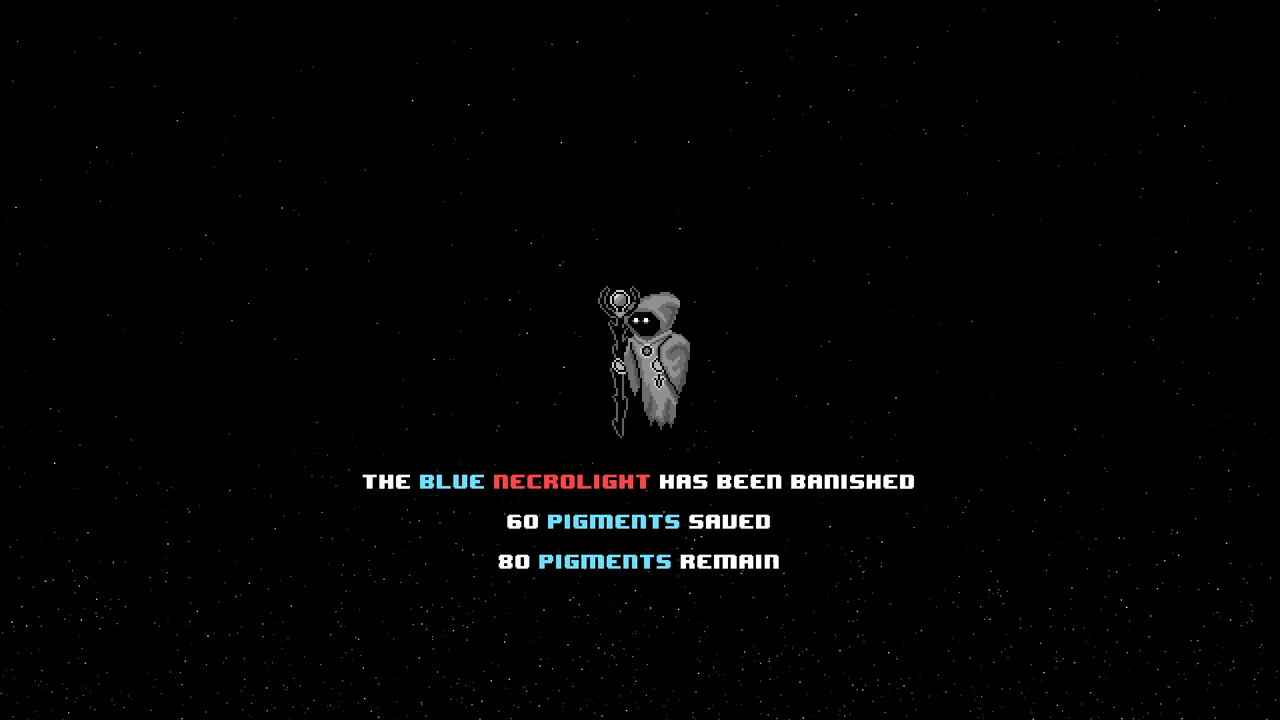 THE BLUE NECROLIGHT HAS BEEN BANISHED
60 PIGMENTS SAVED
80 PIGMENTS REMAIN